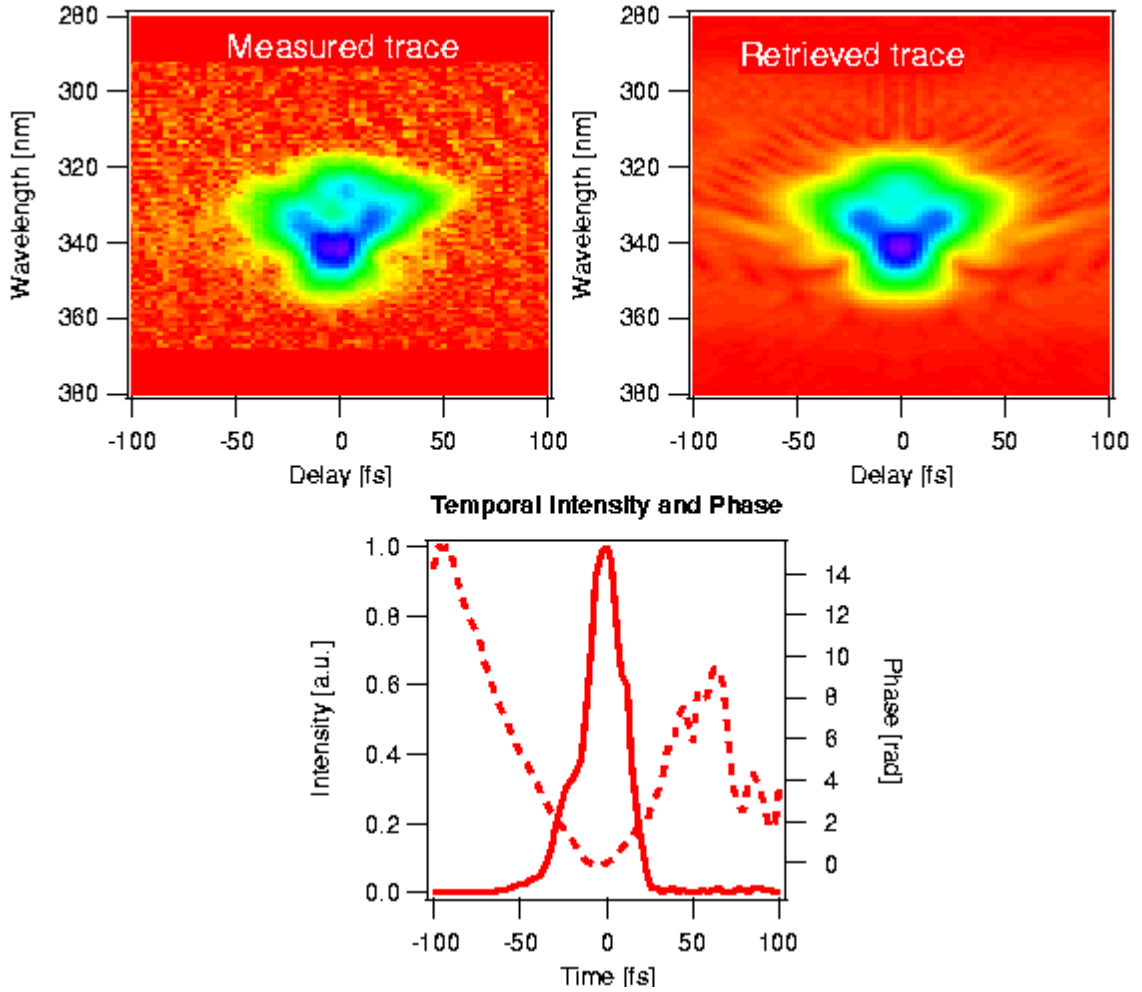 Measured trace
280
300
320
340
360
380
Wavelength [nm]
-100 -50 0 50 100
Delay [fs]
Retrieved trace
280
300
320
340
360
380
Wavelength [nm]
-100 -50 0 50 100
Delay [fs]
Temporal Intensity and Phase
1.0
0.8
0.6
0.4
0.2
0.0
Intensity [a.u.]
14
12
10
8
6
4
2
0
Phase [rad]
-100 -50 0 50 100
Time [fs]